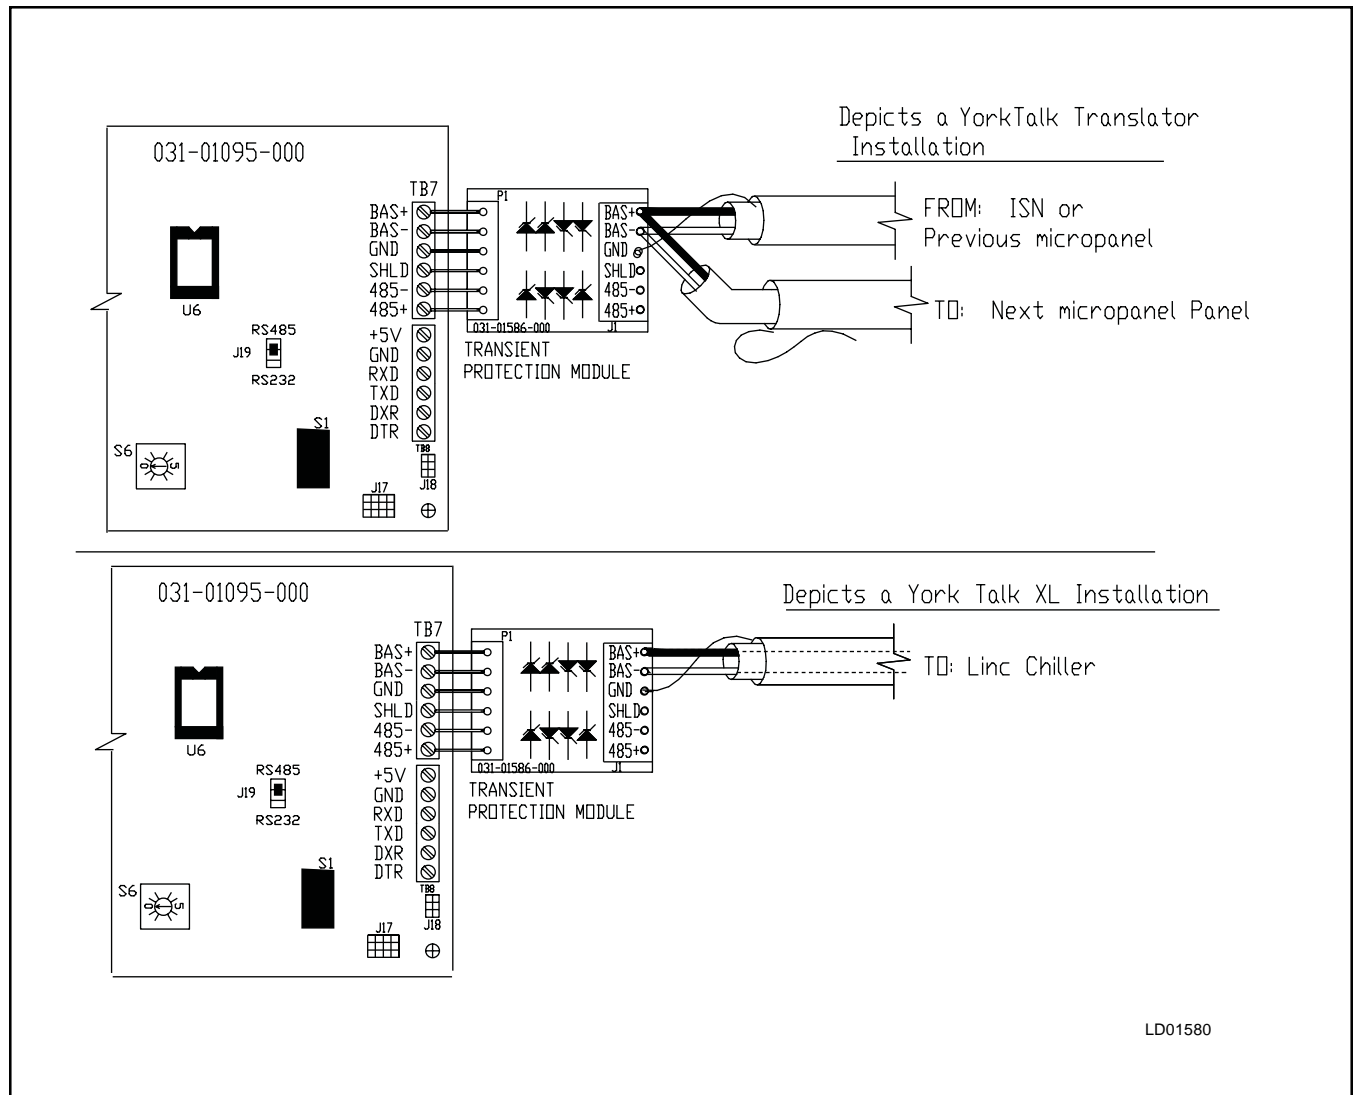 Depicts a YorkTalk Translator
Installation
031-01095-000
TB7
P1
BAS+
BAS-
GND
SHLD
485-
485+
BAS+
BAS-
GND
SHLD
485-
485+
FROM: ISN or
Previous micropanel
TO: Next micropanel Panel
U6
031-01586-000
J1
TRANSIENT
PROTECTION MODULE
RS485
J19
RS232
+5V
GND
RXD
TXD
DXR
DTR
S1
S6
0 5
TB8
J17
J18
Depicts a York Talk XL Installation
031-01095-000
TB7
P1
BAS+
BAS-
GND
SHLD
485-
485+
BAS+
BAS-
GND
SHLD
485-
485+
TO: Linc Chiller
U6
031-01586-000
J1
TRANSIENT
PROTECTION MODULE
RS485
J19
RS232
+5V
GND
RXD
TXD
DXR
DTR
S1
S6
0 5
TB8
J17
J18
LD01580